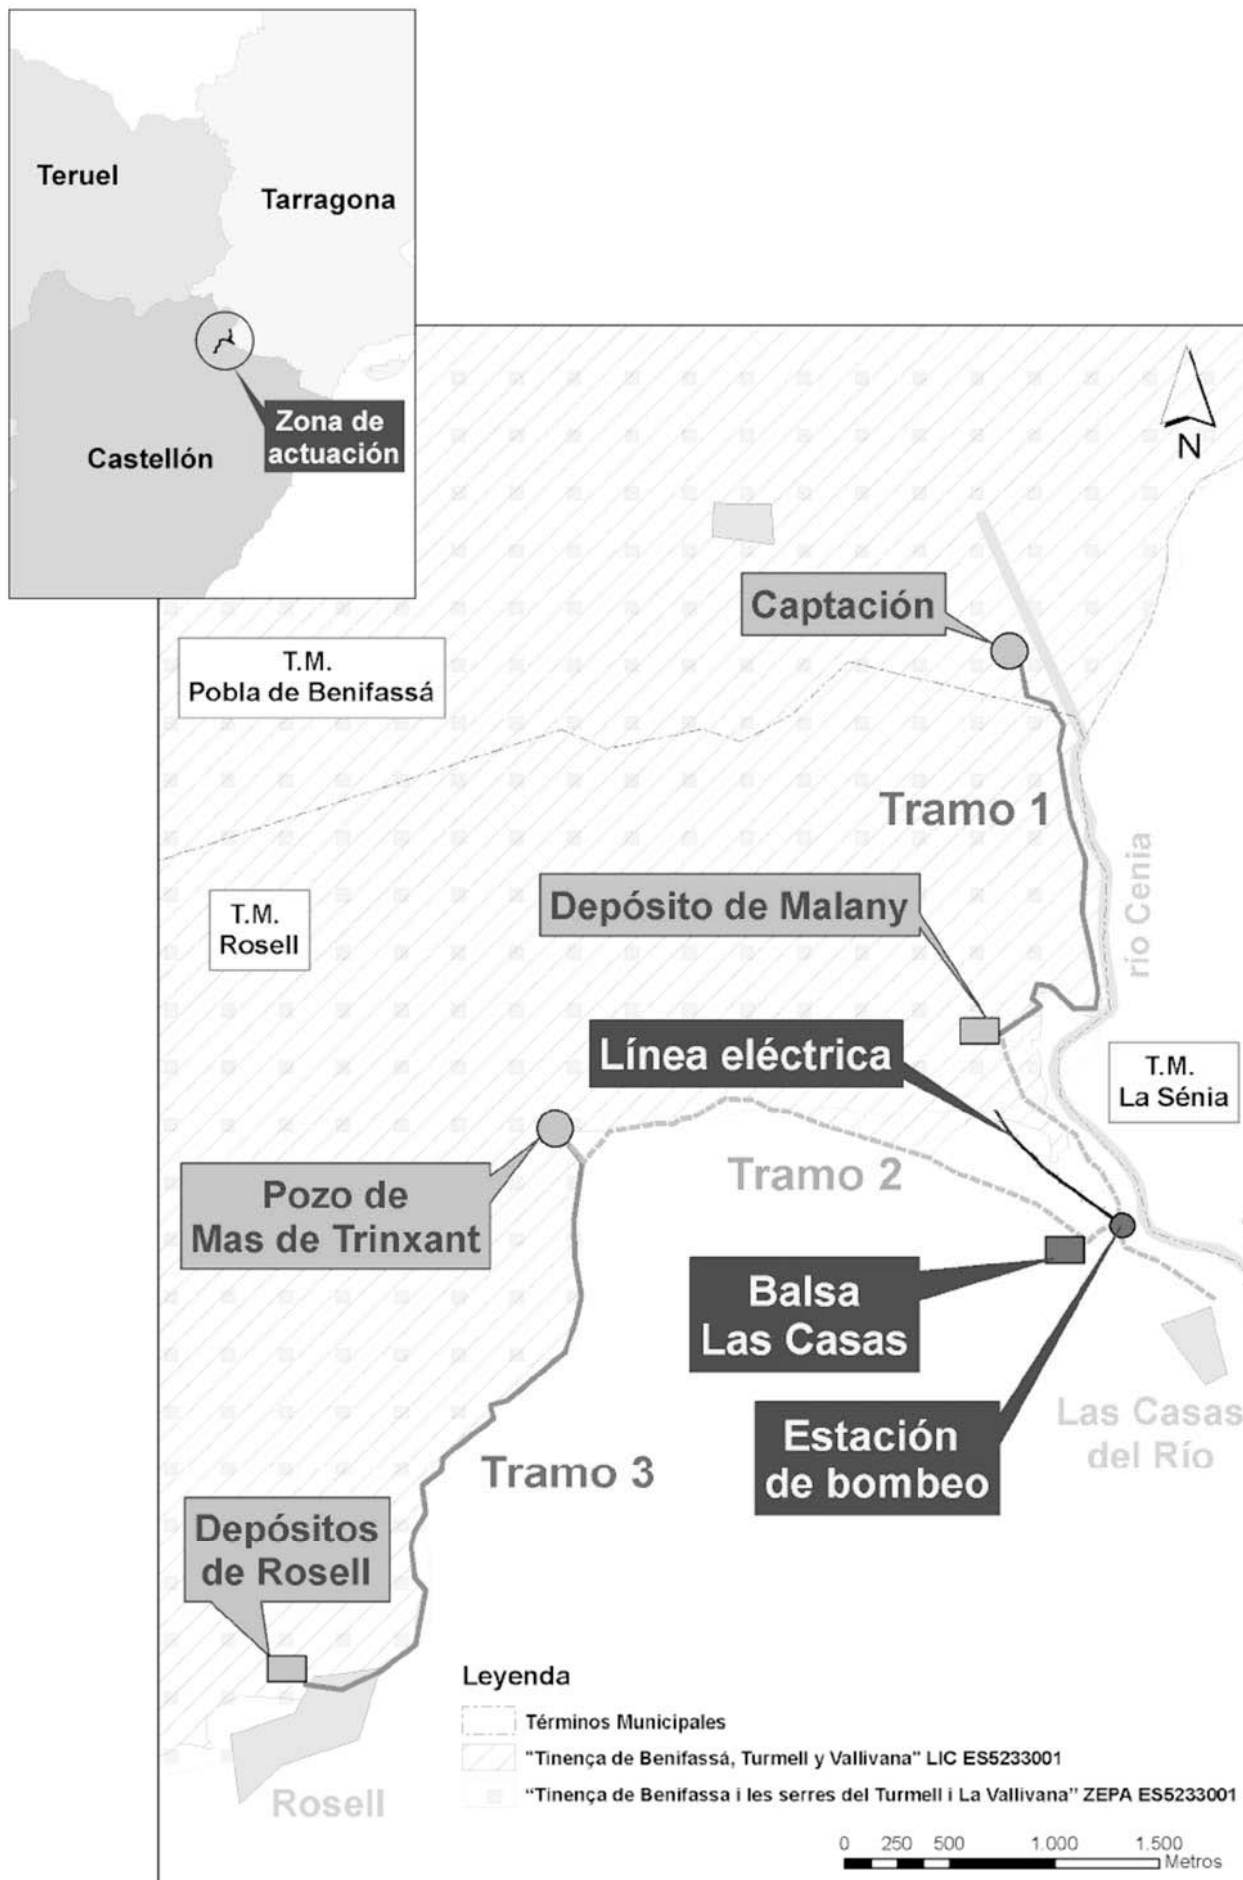 Teruel
Tarragona
Zona de
actuación
Castellón
N
Captación
T.M.
Pobla de Benifassá
Tramo 1
río Cenia
T.M.
Rosell
Depósito de Malany
Línea eléctrica
T.M.
La Sénia
Tramo 2
Pozo de
Mas de Trinxant
Balsa
Las Casas
Estación
de bombeo
Las Casas
del Río
Tramo 3
Depósitos
de Rosell
Rosell
Leyenda
Términos Municipales
"Tinença de Benifassá, Turmell y Vallivana" LIC ES5233001
“Tinença de Benifassa i les serres del Turmell i La Vallivana” ZEPA ES5233001
0 250 500 1.000 1.500
Metros